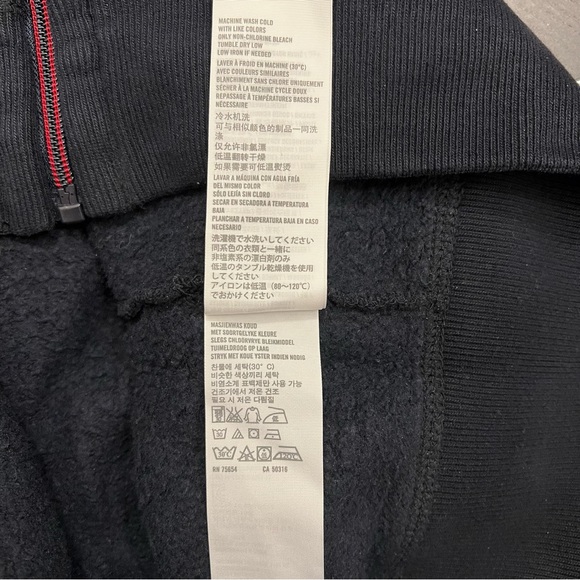 MACHINE WASH COLD
WITH LIKE COLORS
ONLY NON-CHLORINE BLEACH
TUMBLE DRY LOW
LOW IRON IF NEEDED
LAVER À FROID EN MACHINE (30°C)
AVEC COULEURS SIMILAIRES
BLANCHIMENT SANS CHLORE UNIQUEMENT
SÉCHER À LA MACHINE CYCLE DOUX
REPASSAGE À TEMPÉRATURES BASSES SI
NÉCESSAIRE
冷水机洗
可与相似颜色的制品一同洗
涤
仅允许非氯漂
低温翻转干燥
如果需要可低温熨烫
LAVAR A MÁQUINA CON AGUA FRÍA
DEL MISMO COLOR
SÓLO LEJÍA SIN CLORO
SECAR EN SECADORA A TEMPERATURA
BAJA
PLANCHAR A TEMPERATURA BAJA EN CASO
NECESARIO
洗濯機で水洗いしてください
同系色の衣類と一緒に
非塩素系の漂白剤のみ
低温のタンブル乾燥機を使用
してください
アイロンは低温（80～120℃）
でおかけください
MASJIENWAS KOUD
MET SOORTGELYKE KLEURE
SLEGS CHLOORVRYE BLEIKMIDDEL
TUIMELDROOG OP LAAG
STRYK MET KOUE YSTER INDIEN NODIG
찬물에 세탁(30°C)
비슷한 색상끼리 세탁
비염소계 표백제만 사용 가능
건조기에서 저온 건조
필요 시 저온 다림질
RN 75654 CA 50316